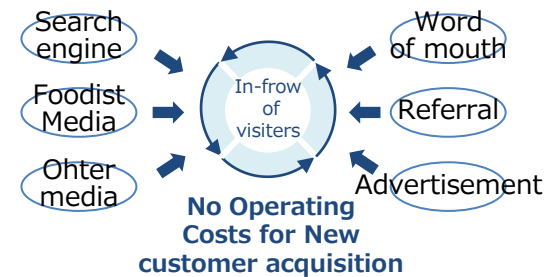 Search
engine
Foodist
Media
Ohter
media
In-frow
of
visiters
Word
of mouth
Referral
Advertisement
No Operating
Costs for New
customer acquisition